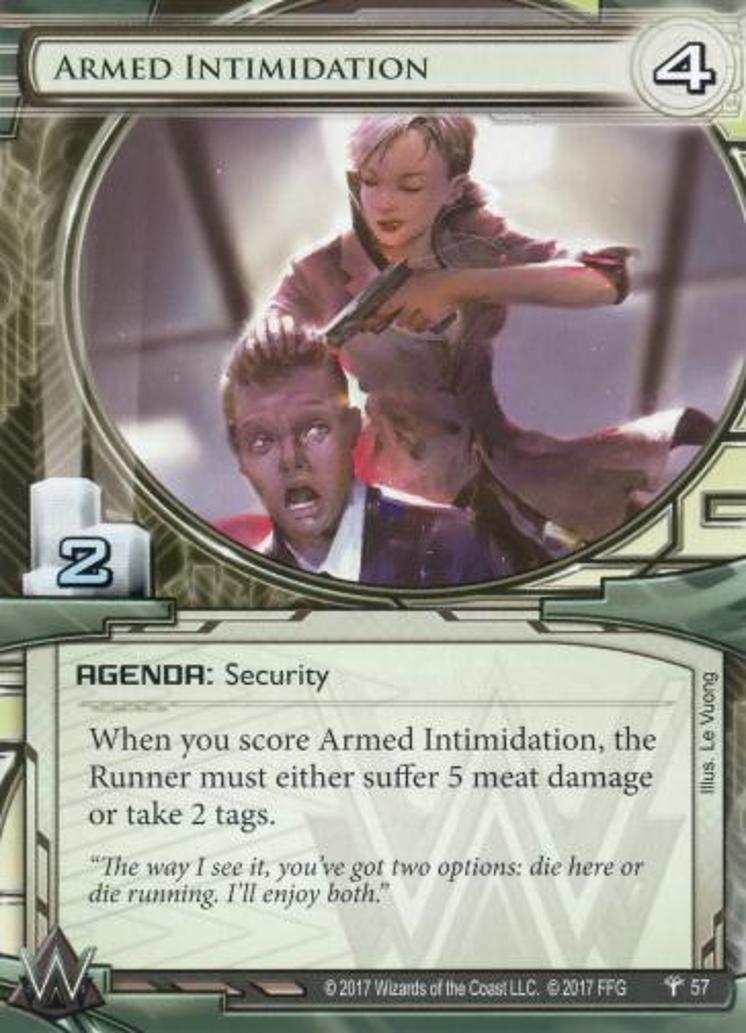 ARMED INTIMIDATION
4
2
AGENDA: Security
When you score Armed Intimidation, the
Runner must either suffer 5 meat damage
or take 2 tags.
“The way I see it, you’ve got two options: die here or
die running. I’ll enjoy both.”
Illus. Le Vuong
W
© 2017 Wizards of the Coast LLC. © 2017 FFG 57